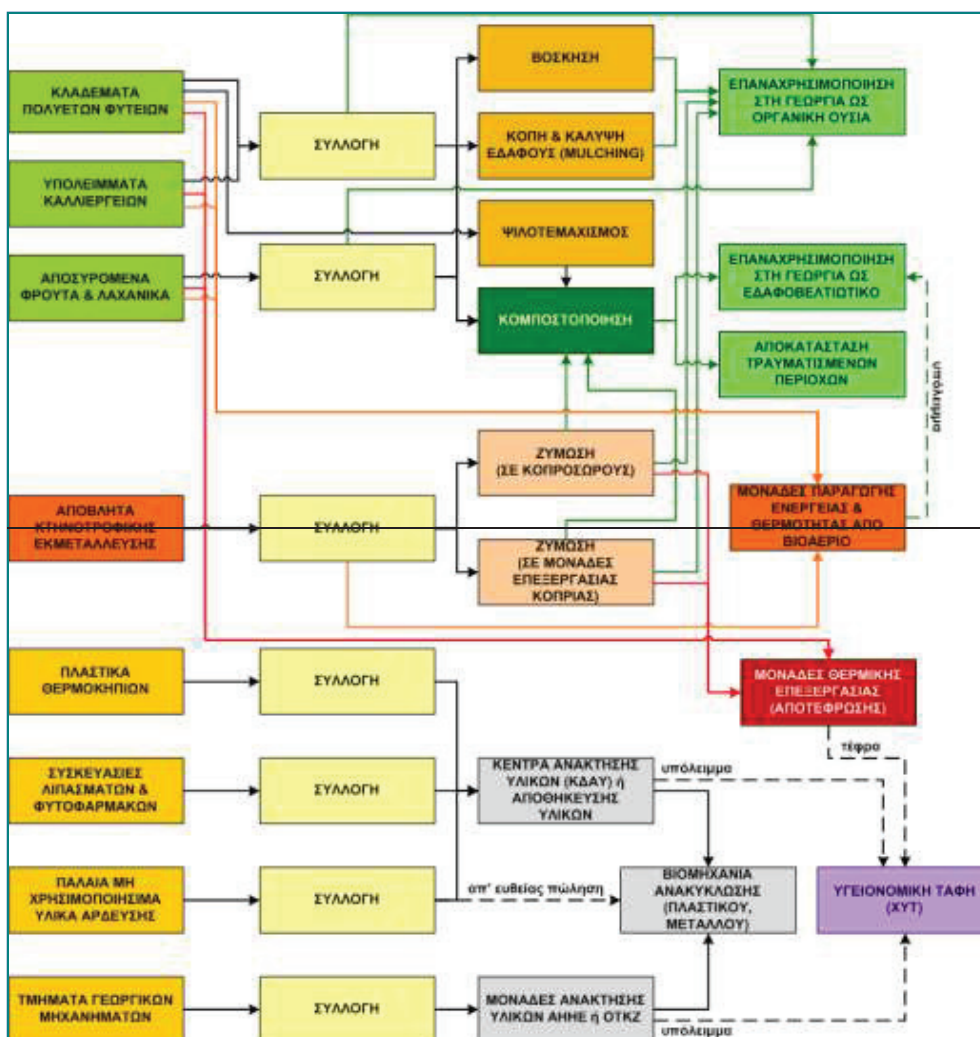 ΚΛΑΔΕΜΑΤΑ
ΠΟΛΥΕΤΩΝ ΦΥΤΕΙΩΝ
ΥΠΟΛΕΙΜΜΑΤΑ
ΚΑΛΛΙΕΡΓΕΙΩΝ
ΑΠΟΣΥΡΟΜΕΝΑ
ΦΡΟΥΤΑ & ΛΑΧΑΝΙΚΑ
ΣΥΛΛΟΓΗ
ΣΥΛΛΟΓΗ
ΒΟΣΚΗΣΗ
ΚΟΠΗ & ΚΑΛΥΨΗ
ΕΔΑΦΟΥΣ (MULCHING)
ΨΙΛΟΤΕΜΑΧΙΣΜΟΣ
ΚΟΜΠΟΣΤΟΠΟΙΗΣΗ
ΕΠΑΝΑΧΡΗΣΙΜΟΠΟΙΗΣΗ
ΣΤΗ ΓΕΩΡΓΙΑ ΩΣ
ΟΡΓΑΝΙΚΗ ΟΥΣΙΑ
ΕΠΑΝΑΧΡΗΣΙΜΟΠΟΙΗΣΗ
ΣΤΗ ΓΕΩΡΓΙΑ ΩΣ
ΕΔΑΦΟΒΕΛΤΙΩΤΙΚΟ
ΑΠΟΚΑΤΑΣΤΑΣΗ
ΤΡΑΥΜΑΤΙΣΜΕΝΩΝ
ΠΕΡΙΟΧΩΝ
υπόλειμμα
ΑΠΟΒΛΗΤΑ
ΚΤΗΝΟΤΡΟΦΙΚΗΣ
ΕΚΜΕΤΑΛΛΕΥΣΗΣ
ΣΥΛΛΟΓΗ
ΖΥΜΩΣΗ
(ΣΕ ΚΟΠΡΟΣΩΡΟΥΣ)
ΖΥΜΩΣΗ
(ΣΕ ΜΟΝΑΔΕΣ
ΕΠΕΞΕΡΓΑΣΙΑΣ
ΚΟΠΡΙΑΣ)
ΜΟΝΑΔΕΣ ΠΑΡΑΓΩΓΗΣ
ΕΝΕΡΓΕΙΑΣ &
ΘΕΡΜΟΤΗΤΑΣ ΑΠΟ
ΒΙΟΑΕΡΙΟ
ΜΟΝΑΔΕΣ ΘΕΡΜΙΚΗΣ
ΕΠΕΞΕΡΓΑΣΙΑΣ
(ΑΠΟΤΕΦΡΩΣΗΣ)
τέφρα
ΠΛΑΣΤΙΚΑ
ΘΕΡΜΟΚΗΠΙΩΝ
ΣΥΛΛΟΓΗ
ΣΥΣΚΕΥΑΣΙΕΣ
ΛΙΠΑΣΜΑΤΩΝ &
ΦΥΤΟΦΑΡΜΑΚΩΝ
ΣΥΛΛΟΓΗ
ΚΕΝΤΡΑ ΑΝΑΚΤΗΣΗΣ
ΥΛΙΚΩΝ (ΚΔΑΥ) ή
ΑΠΟΘΗΚΕΥΣΗΣ
ΥΛΙΚΩΝ
υπόλειμμα
ΠΑΛΑΙΑ ΜΗ
ΧΡΗΣΙΜΟΠΟΙΗΣΙΜΑ
ΥΛΙΚΑ ΑΡΔΕΥΣΗΣ
ΣΥΛΛΟΓΗ
απ' ευθείας πώληση
ΒΙΟΜΗΧΑΝΙΑ
ΑΝΑΚΥΚΛΩΣΗΣ
(ΠΛΑΣΤΙΚΟΥ,
ΜΕΤΑΛΛΟΥ)
ΥΓΕΙΟΝΟΜΙΚΗ ΤΑΦΗ
(ΧΥΤ)
ΤΜΗΜΑΤΑ ΓΕΩΡΓΙΚΩΝ
ΜΗΧΑΝΗΜΑΤΩΝ
ΣΥΛΛΟΓΗ
ΜΟΝΑΔΕΣ ΑΝΑΚΤΗΣΗΣ
ΥΛΙΚΩΝ ΑΗΗΕ ή ΟΤΚΖ
υπόλειμμα